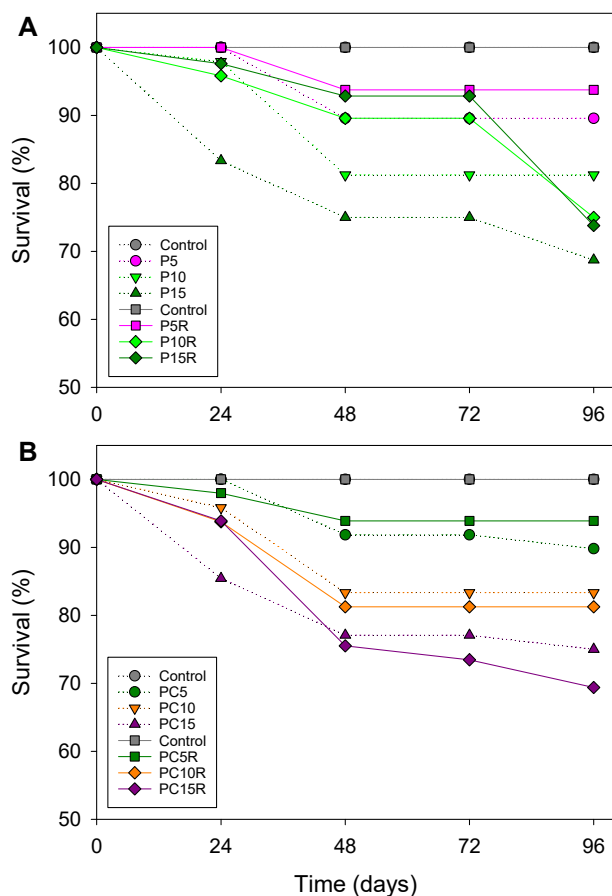 A
Survival (%)
100
90
80
70
60
50
Control
P5
P10
P15
Control
P5R
P10R
P15R
0 24 48 72 96
B
Survival (%)
100
90
80
70
60
50
Control
PC5
PC10
PC15
Control
PC5R
PC10R
PC15R
0 24 48 72 96
Time (days)